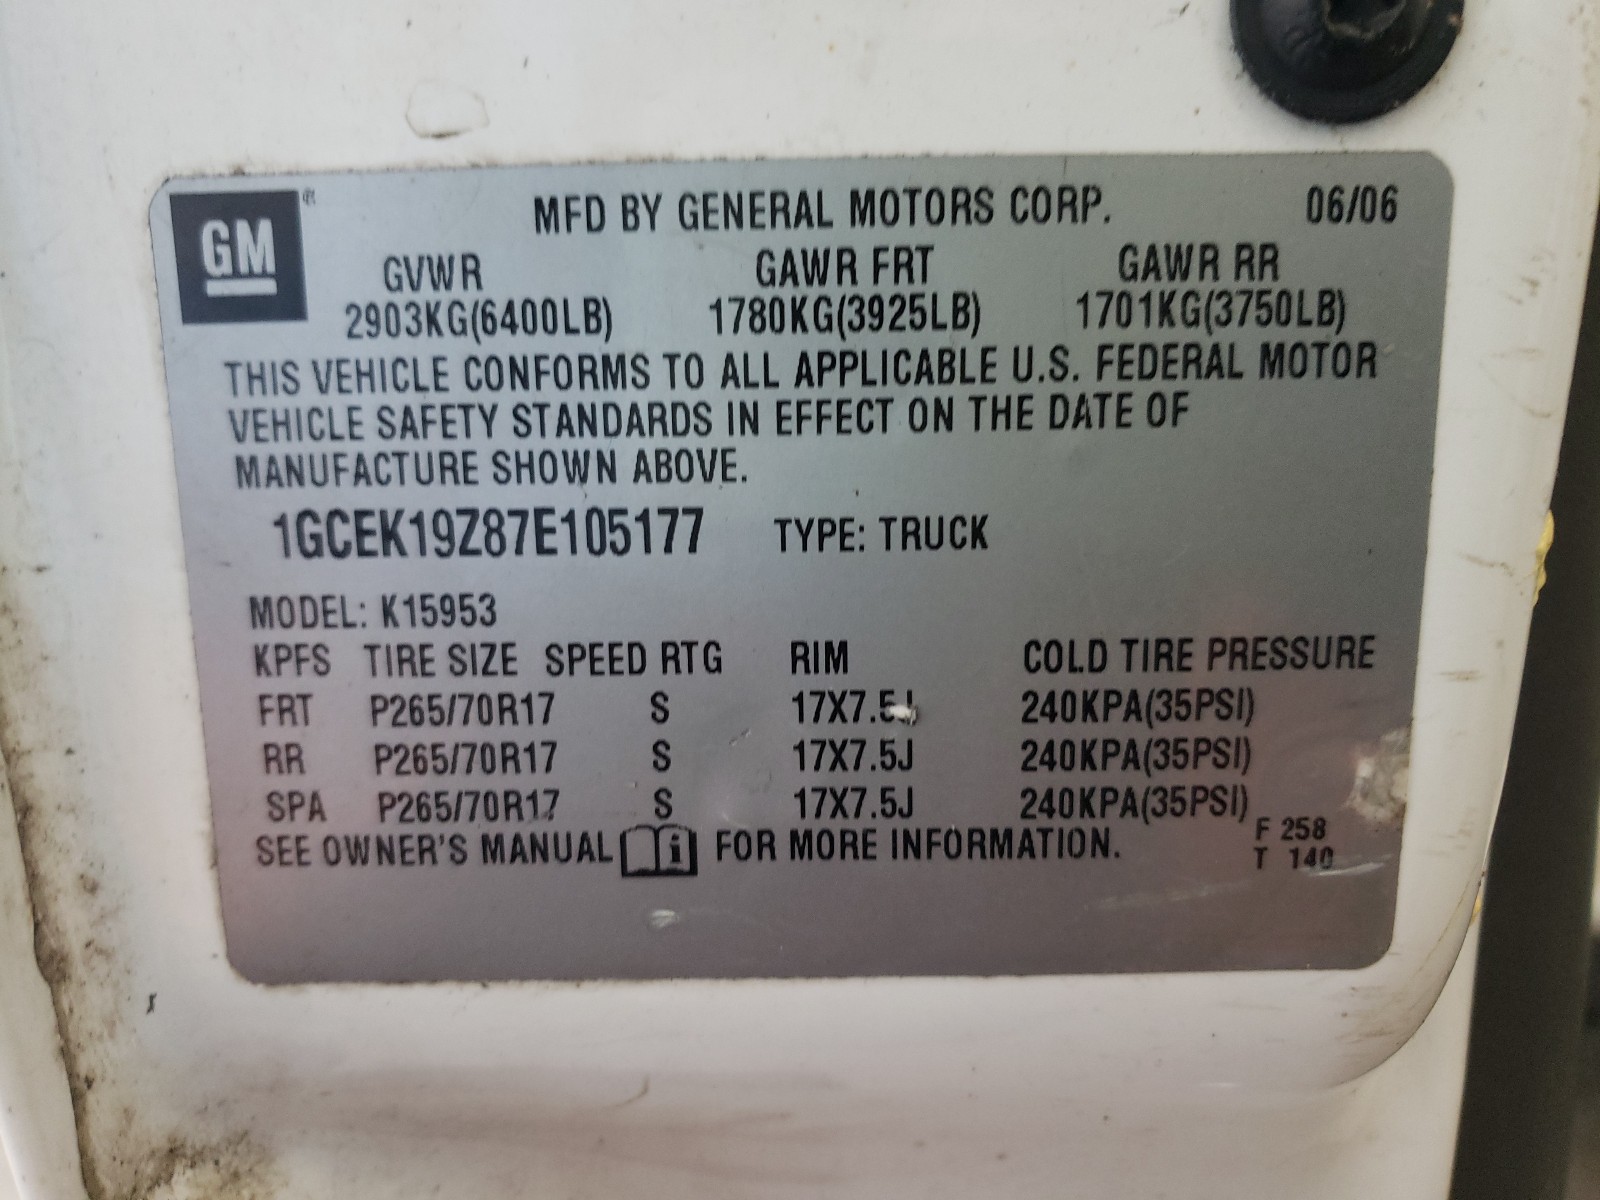 GM
MFD BY GENERAL MOTORS CORP. 06/06
GVWR GAWR FRT GAWR RR
2903KG(6400LB) 1780KG(3925LB) 1701KG(3750LB)
THIS VEHICLE CONFORMS TO ALL APPLICABLE U.S. FEDERAL MOTOR
VEHICLE SAFETY STANDARDS IN EFFECT ON THE DATE OF
MANUFACTURE SHOWN ABOVE.
1GCEK19Z87E105177 TYPE: TRUCK
MODEL: K15953
KPFS TIRE SIZE SPEED RTG RIM COLD TIRE PRESSURE
FRT P265/70R17 S 17X7.5J 240KPA(35PSI)
RR P265/70R17 S 17X7.5J 240KPA(35PSI)
SPA P265/70R17 S 17X7.5J 240KPA(35PSI)
SEE OWNER'S MANUAL i FOR MORE INFORMATION.
F 258
T 140